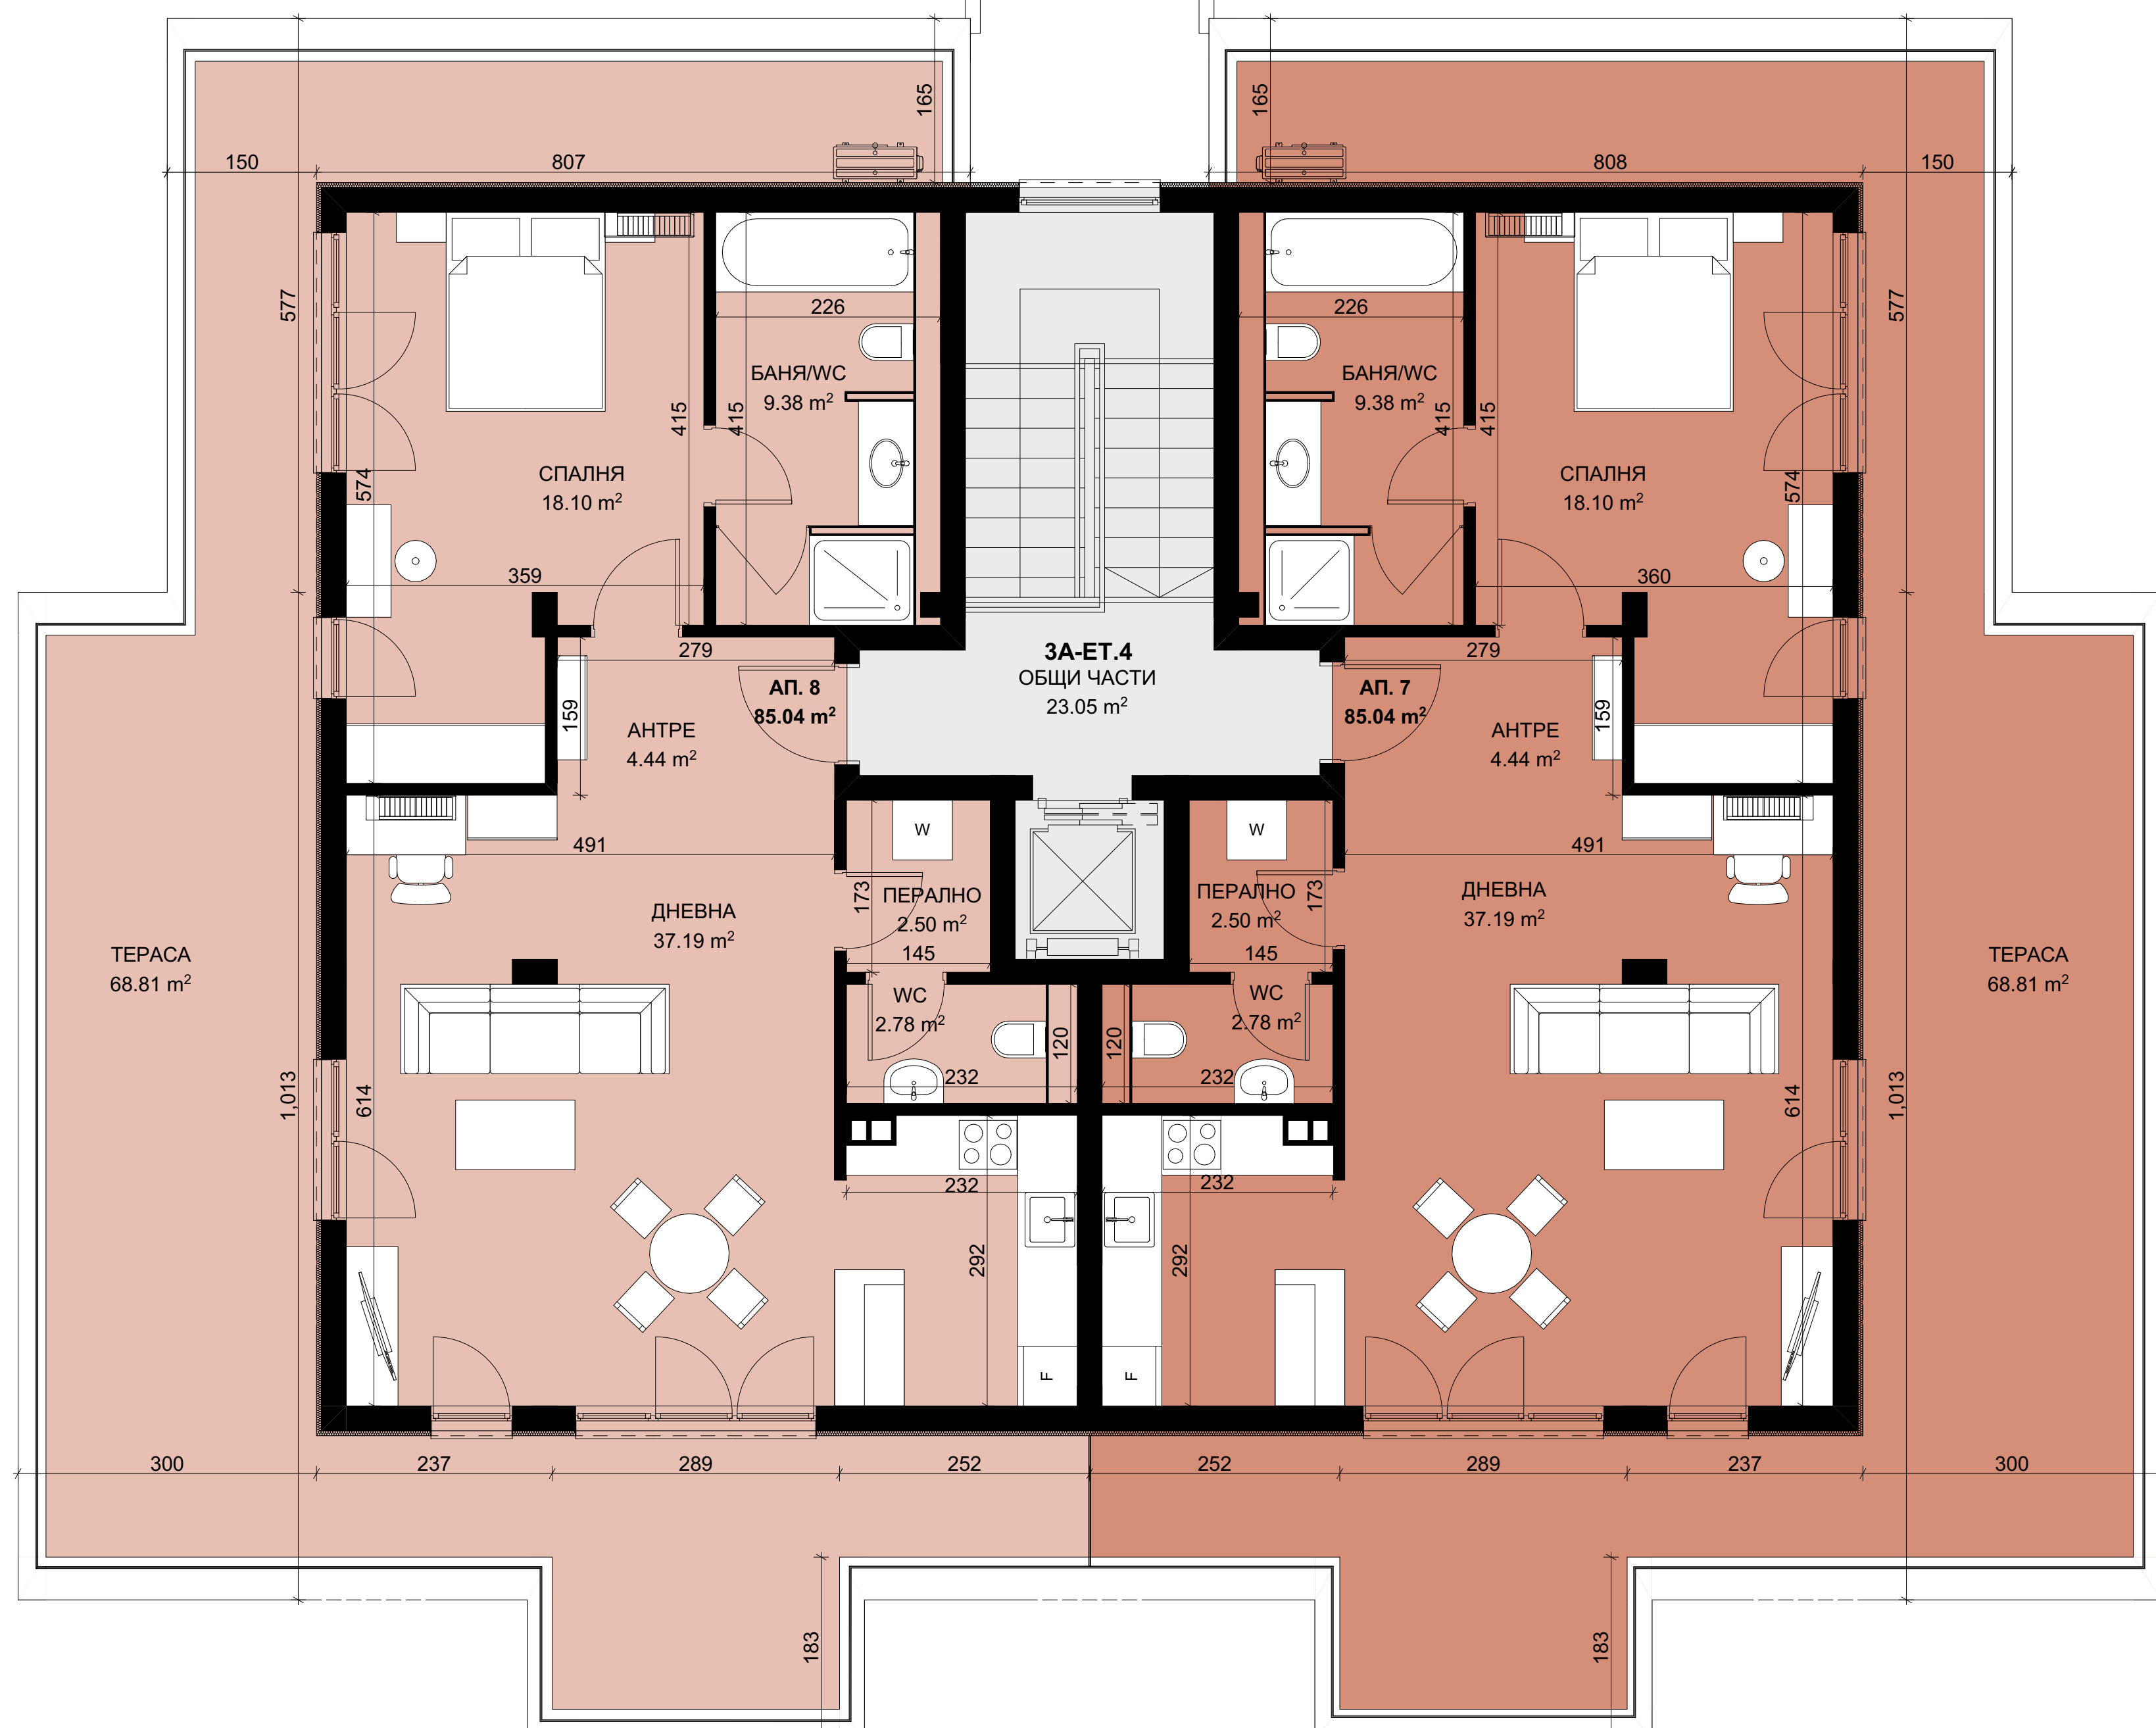 165
165
150
807
808
150
577
577
226
226
БАНЯ/WC
9.38 m²
БАНЯ/WC
9.38 m²
415
415
415
415
СПАЛНЯ
18.10 m²
СПАЛНЯ
18.10 m²
574
574
359
360
279
279
3А-ЕТ.4
ОБЩИ ЧАСТИ
23.05 m²
АП. 8
85.04 m²
АП. 7
85.04 m²
159
159
АНТРЕ
4.44 m²
АНТРЕ
4.44 m²
W
W
491
491
173
173
ПЕРАЛНО
2.50 m²
ПЕРАЛНО
2.50 m²
ДНЕВНА
37.19 m²
ДНЕВНА
37.19 m²
145
145
ТЕРАСА
68.81 m²
ТЕРАСА
68.81 m²
WC
2.78 m²
WC
2.78 m²
120
120
232
232
1,013
614
614
1,013
232
232
292
292
F
F
300
237
289
252
252
289
237
300
183
183